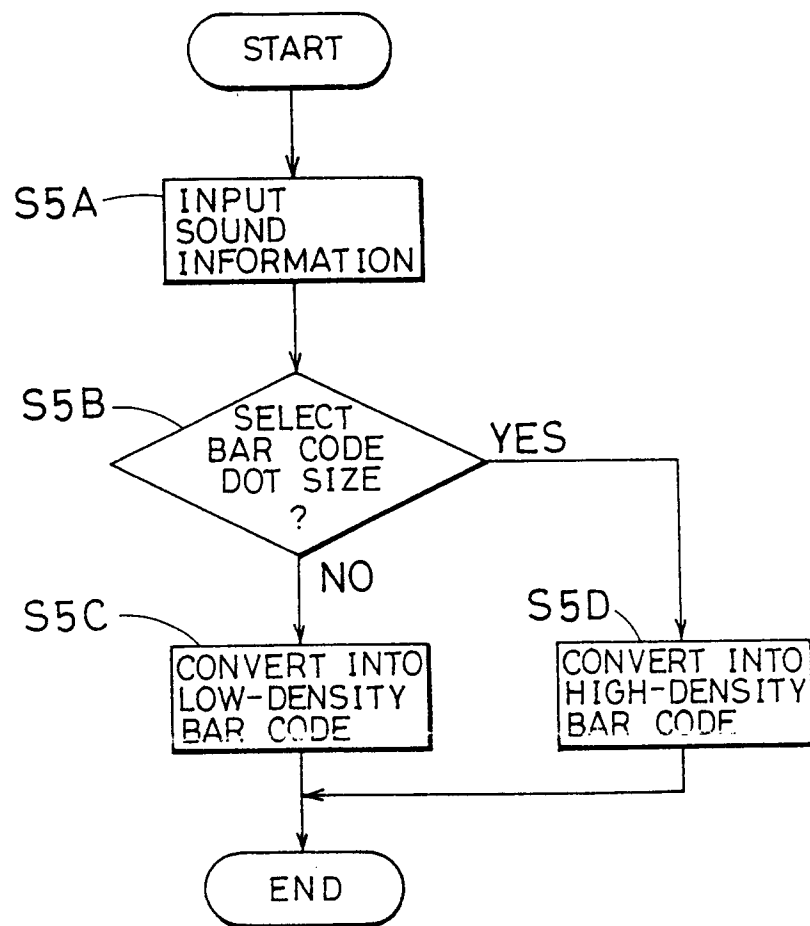 START
S5A
INPUT
SOUND
INFORMATION
S5B
SELECT
BAR CODE
DOT SIZE
?
YES
NO
S5C
CONVERT INTO
LOW-DENSITY
BAR CODE
S5D
CONVERT INTO
HIGH-DENSITY
BAR CODE
END